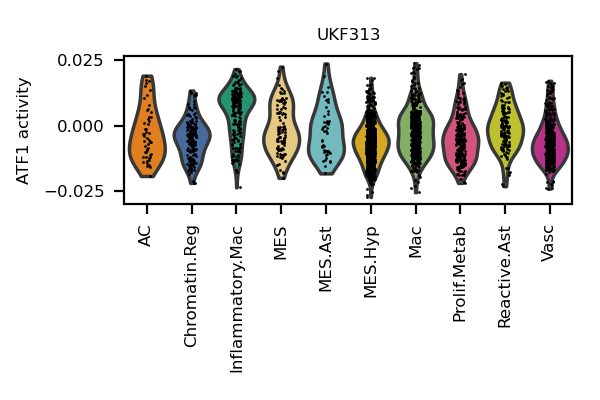 UKF313
ATF1 activity
0.025
0.000
−0.025
AC
Chromatin.Reg
Inflammatory.Mac
MES
MES.Ast
MES.Hyp
Mac
Prolif.Metab
Reactive.Ast
Vasc